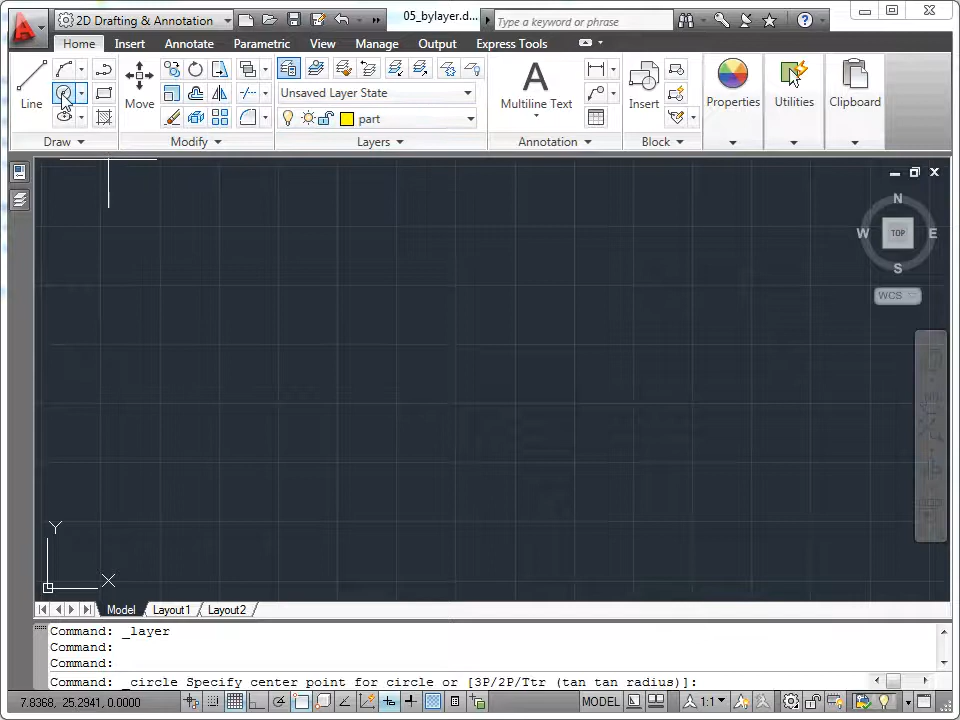 2D Drafting & Annotation
05_bylayer.d...
Type a keyword or phrase
Home Insert Annotate Parametric View Manage Output Express Tools
Line
Move
Unsaved Layer State
part
Multiline Text
Insert
Properties
Utilities
Clipboard
Draw Modify Layers Annotation Block
N
W TOP E
S
WCS
Y
X
Model Layout1 Layout2
Command: _layer
Command:
Command:
Command: _circle Specify center point for circle or [3P/2P/Ttr (tan tan radius)]:
7.8368, 25.2941, 0.0000 MODEL 1:1